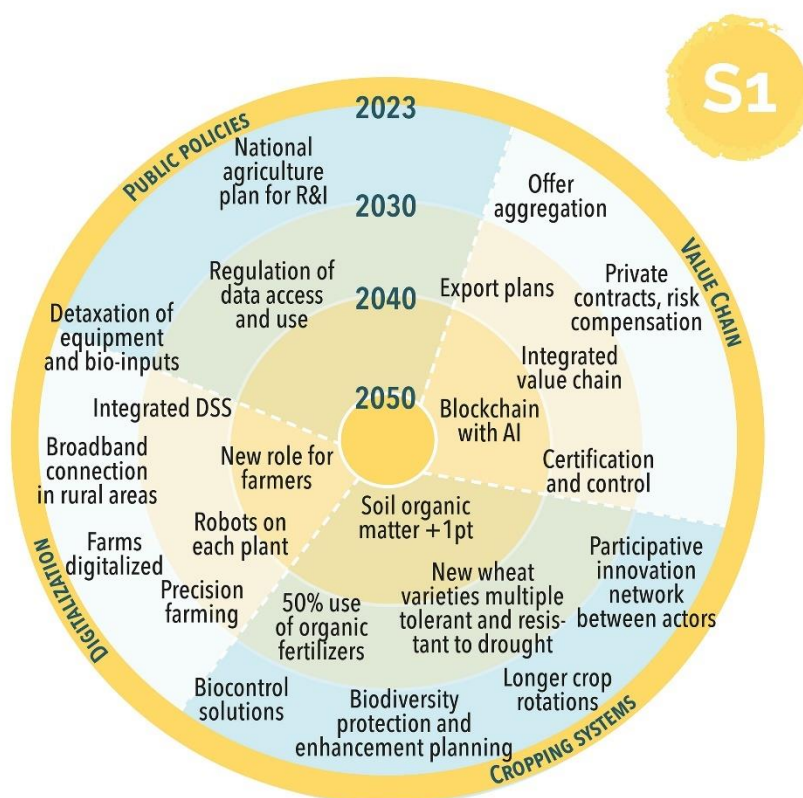 S1
2023
2030
2040
2050
PUBLIC POLICIES
National
agriculture
plan for R&I
Regulation of
data access
and use
Detaxation of
equipment
and bio-inputs
VALUE CHAIN
Offer
aggregation
Export plans
Private
contracts, risk
compensation
Integrated
value chain
Blockchain
with AI
Certification
and control
DIGITALIZATION
Integrated DSS
Broadband
connection
in rural areas
New role for
farmers
Farms
digitalized
Robots on
each plant
Precision
farming
CROPPING SYSTEMS
Soil organic
matter +1pt
50% use
of organic
fertilizers
New wheat
varieties multiple
tolerant and resis-
tant to drought
Participative
innovation
network
between actors
Biocontrol
solutions
Biodiversity
protection and
enhancement planning
Longer crop
rotations